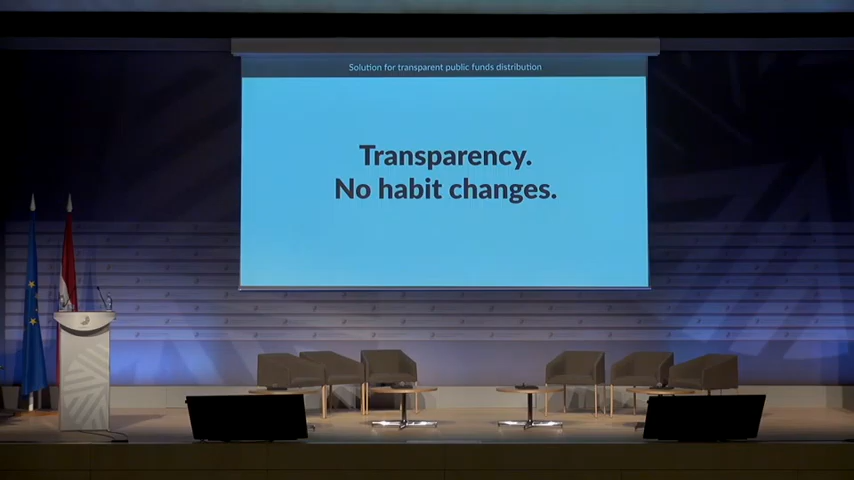 Solution for transparent public funds distribution
Transparency.
No habit changes.